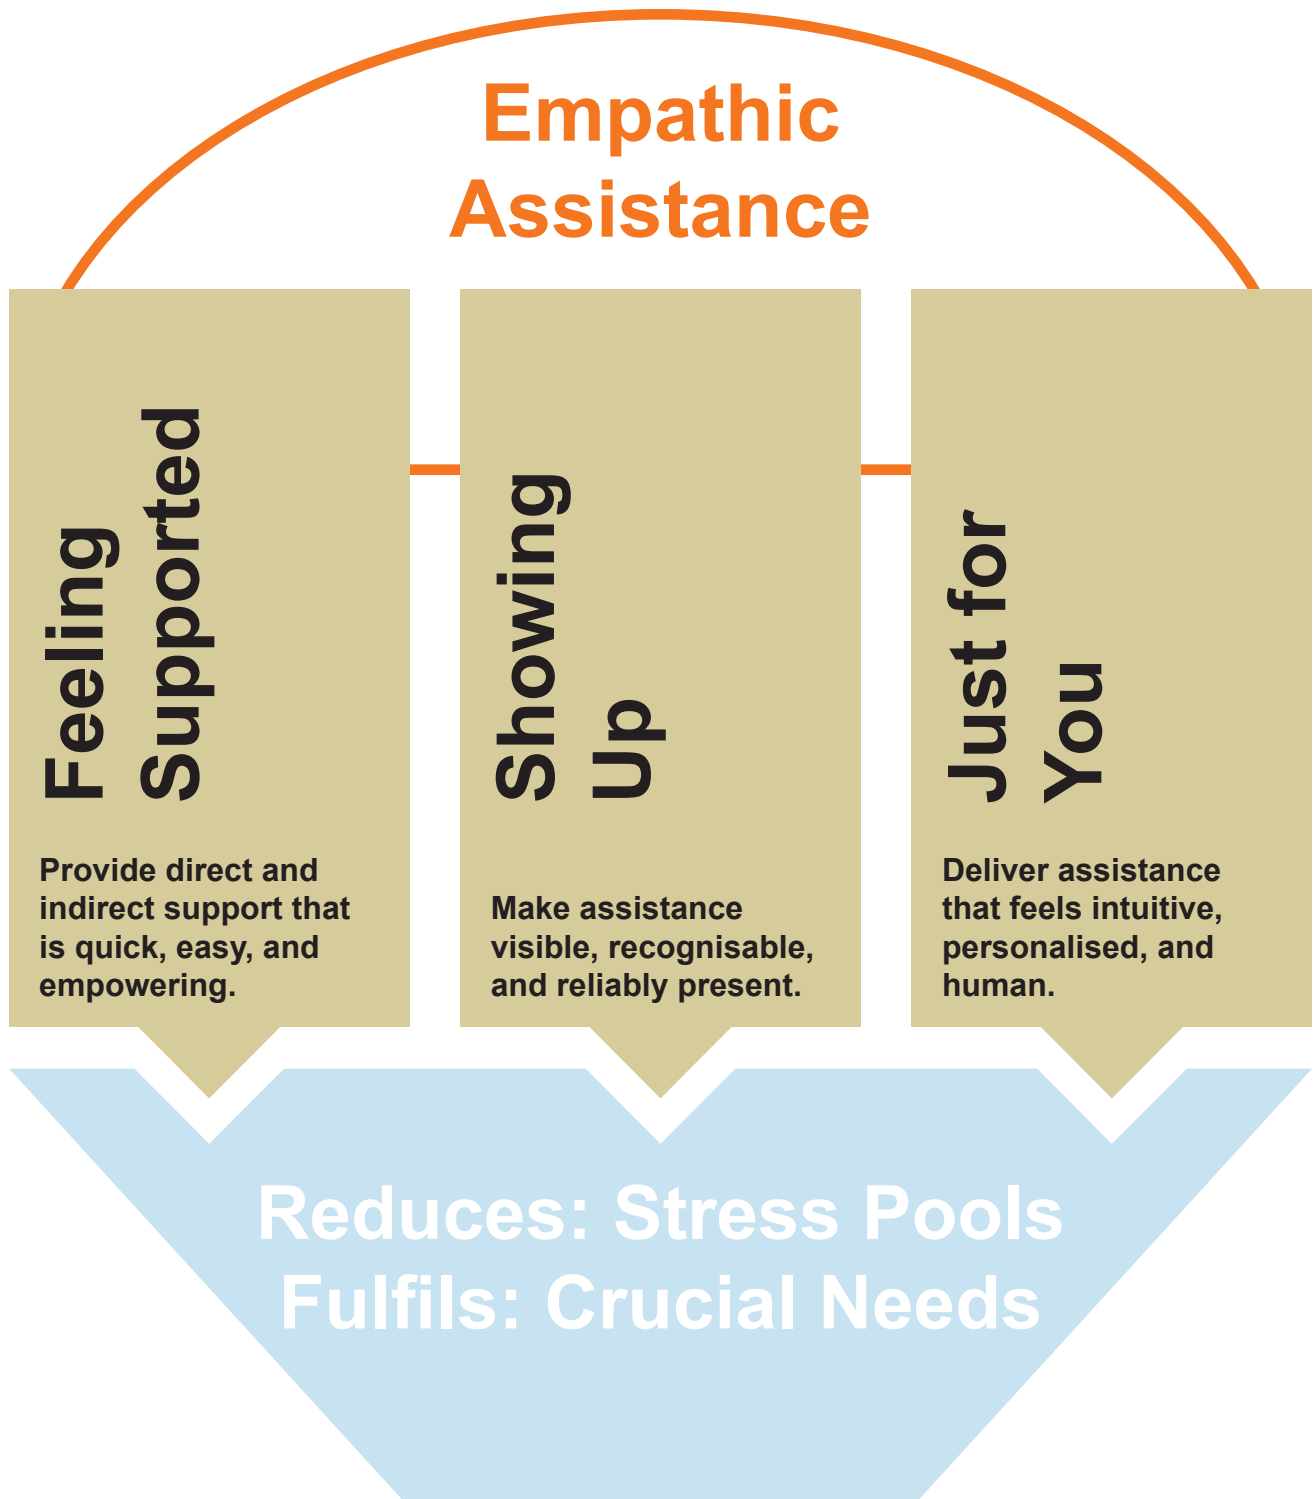 Empathic
Assistance
Feeling
Supported
Provide direct and
indirect support that
is quick, easy, and
empowering.
Showing
Up
Make assistance
visible, recognisable,
and reliably present.
Just for
You
Deliver assistance
that feels intuitive,
personalised, and
human.
Reduces: Stress Pools
Fulfils: Crucial Needs